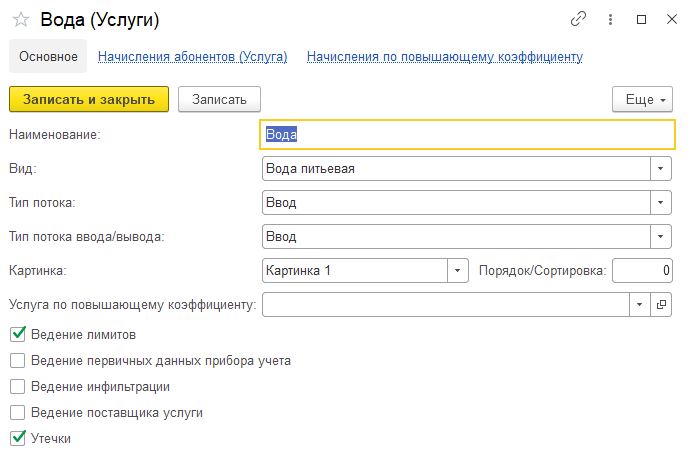 Вода (Услуги)
Основное Начисления абонентов (Услуга) Начисления по повышающему коэффициенту
Записать и закрыть Записать Еще
Наименование: Вода
Вид: Вода питьевая
Тип потока: Ввод
Тип потока ввода/вывода: Ввод
Картинка: Картинка 1 Порядок/Сортировка: 0
Услуга по повышающему коэффициенту:
Ведение лимитов
Ведение первичных данных прибора учета
Ведение инфильтрации
Ведение поставщика услуги
Утечки